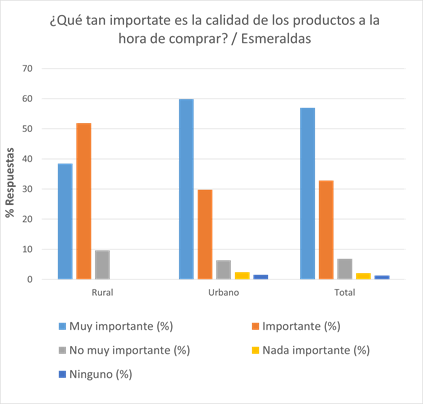 ¿Qué tan importate es la calidad de los productos a la
hora de comprar? / Esmeraldas
% Respuestas
70
60
50
40
30
20
10
0
Rural Urbano Total
Muy importante (%) Importante (%)
No muy importante (%) Nada importante (%)
Ninguno (%)